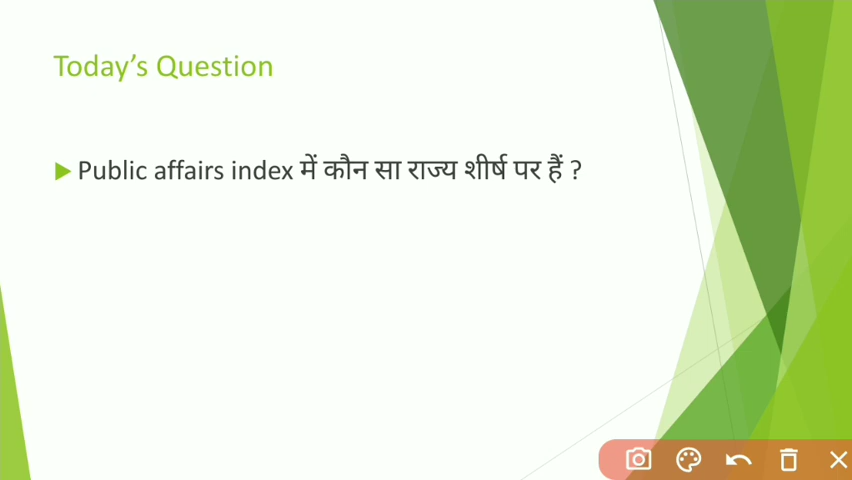 Today’s Question
Public affairs index में कौन सा राज्य शीर्ष पर हैं ?